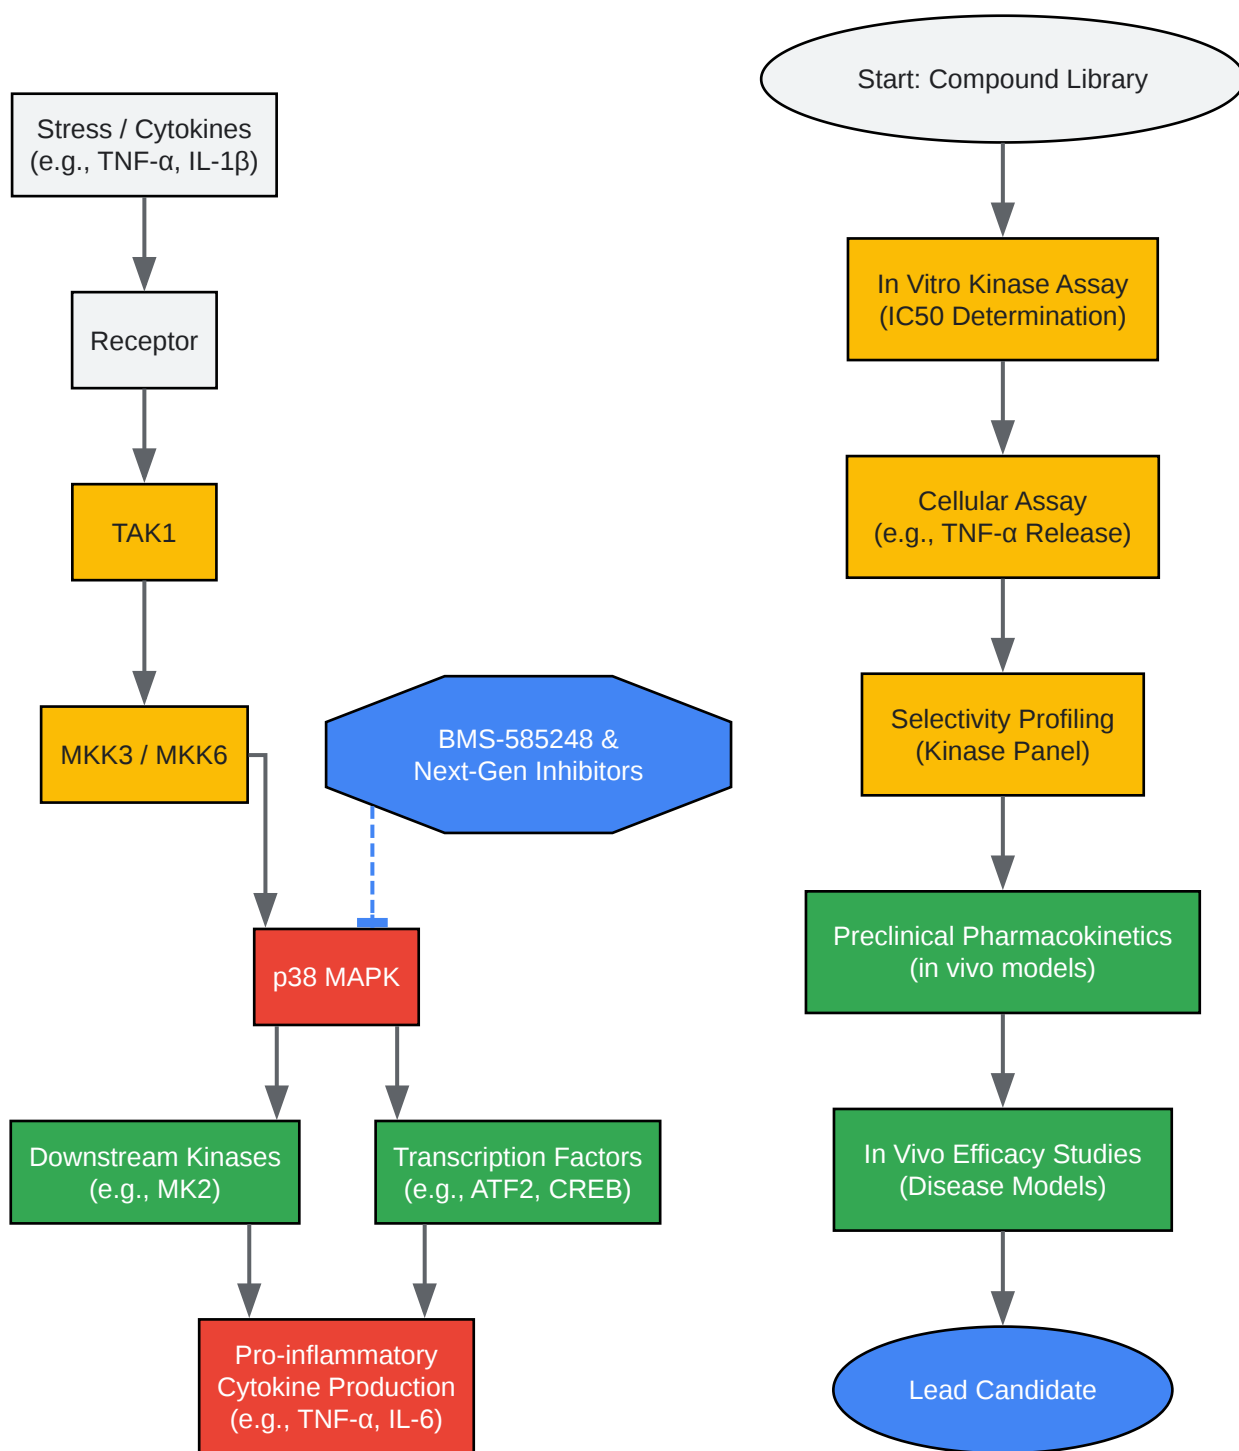 Stress / Cytokines
(e.g., TNF-α, IL-1β)
Receptor
TAK1
MKK3 / MKK6
BMS-585248 &
Next-Gen Inhibitors
p38 MAPK
Downstream Kinases
(e.g., MK2)
Transcription Factors
(e.g., ATF2, CREB)
Pro-inflammatory
Cytokine Production
(e.g., TNF-α, IL-6)
Start: Compound Library
In Vitro Kinase Assay
(IC50 Determination)
Cellular Assay
(e.g., TNF-α Release)
Selectivity Profiling
(Kinase Panel)
Preclinical Pharmacokinetics
(in vivo models)
In Vivo Efficacy Studies
(Disease Models)
Lead Candidate